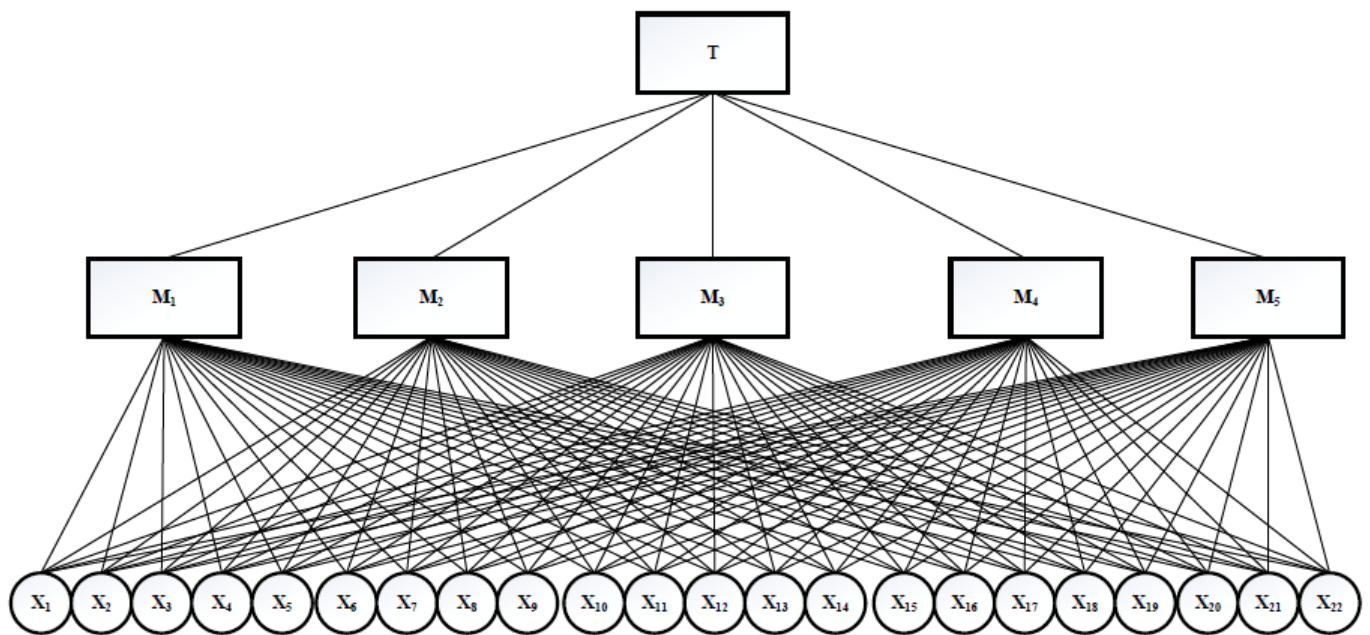 T
M₁ M₂ M₃ M₄ M₅
X₁ X₂ X₃ X₄ X₅ X₆ X₇ X₈ X₉ X₁₀ X₁₁ X₁₂ X₁₃ X₁₄ X₁₅ X₁₆ X₁₇ X₁₈ X₁₉ X₂₀ X₂₁ X₂₂